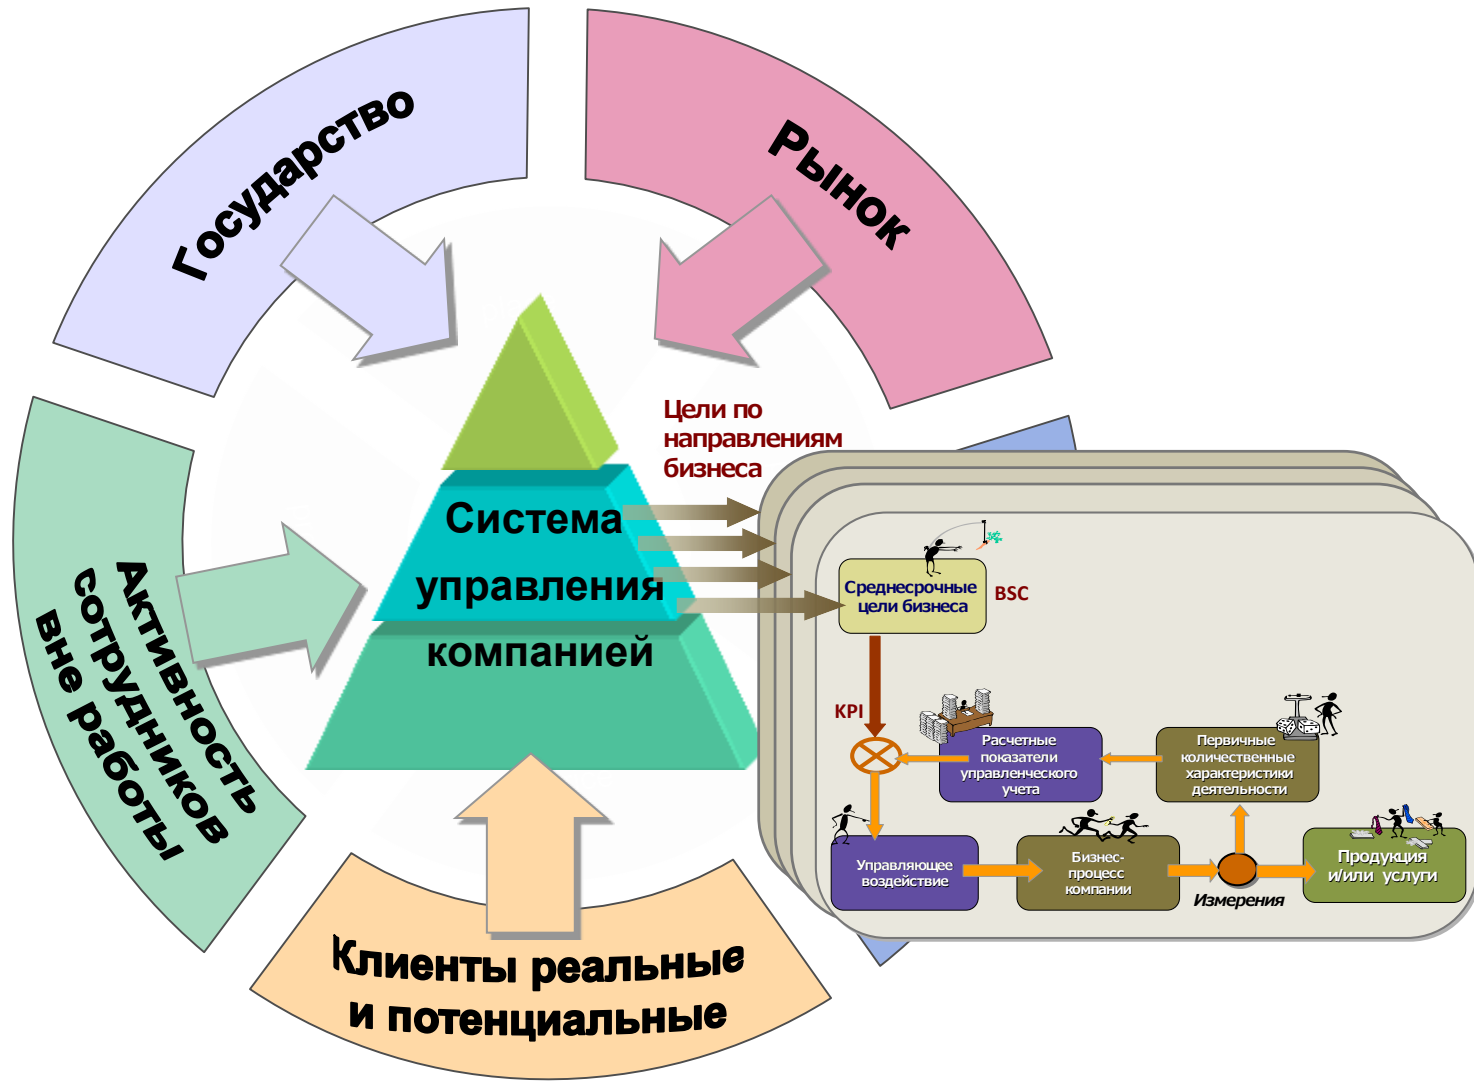 Государство
Рынок
Активность
сотрудников
вне работы
Клиенты реальные
и потенциальные
Система
управления
компанией
Цели по
направлениям
бизнеса
Среднесрочные
цели бизнеса
BSC
KPI
Расчетные
показатели
управленческого
учета
Первичные
количественные
характеристики
деятельности
Управляющее
воздействие
Бизнес-
процесс
компании
Измерения
Продукция
и/или услуги